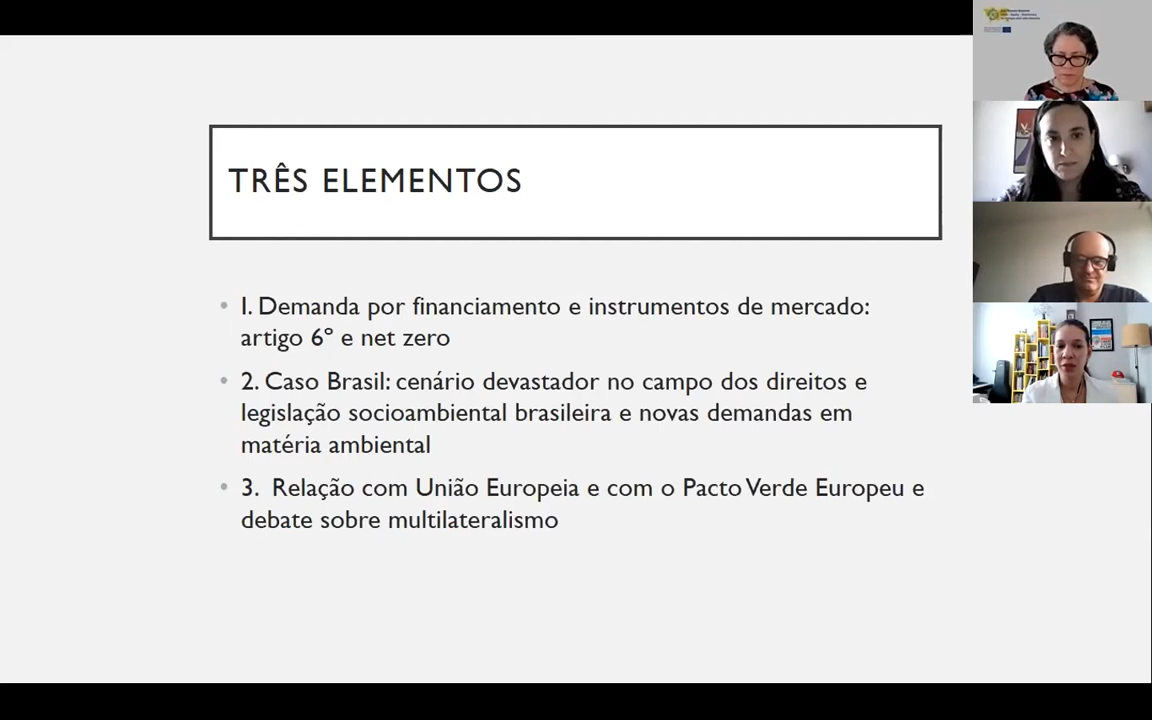 TRÊS ELEMENTOS
1. Demanda por financiamento e instrumentos de mercado:
artigo 6º e net zero
2. Caso Brasil: cenário devastador no campo dos direitos e
legislação socioambiental brasileira e novas demandas em
matéria ambiental
3. Relação com União Europeia e com o Pacto Verde Europeu e
debate sobre multilateralismo